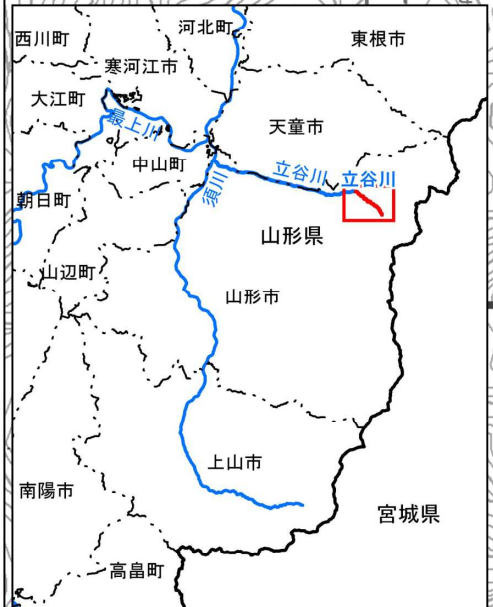 河北町
西川町
東根市
寒河江市
大江町
最上川
天童市
中山町
立谷川
立谷川
朝日町
須川
山形県
山辺町
山形市
上山市
南陽市
宮城県
高畠町